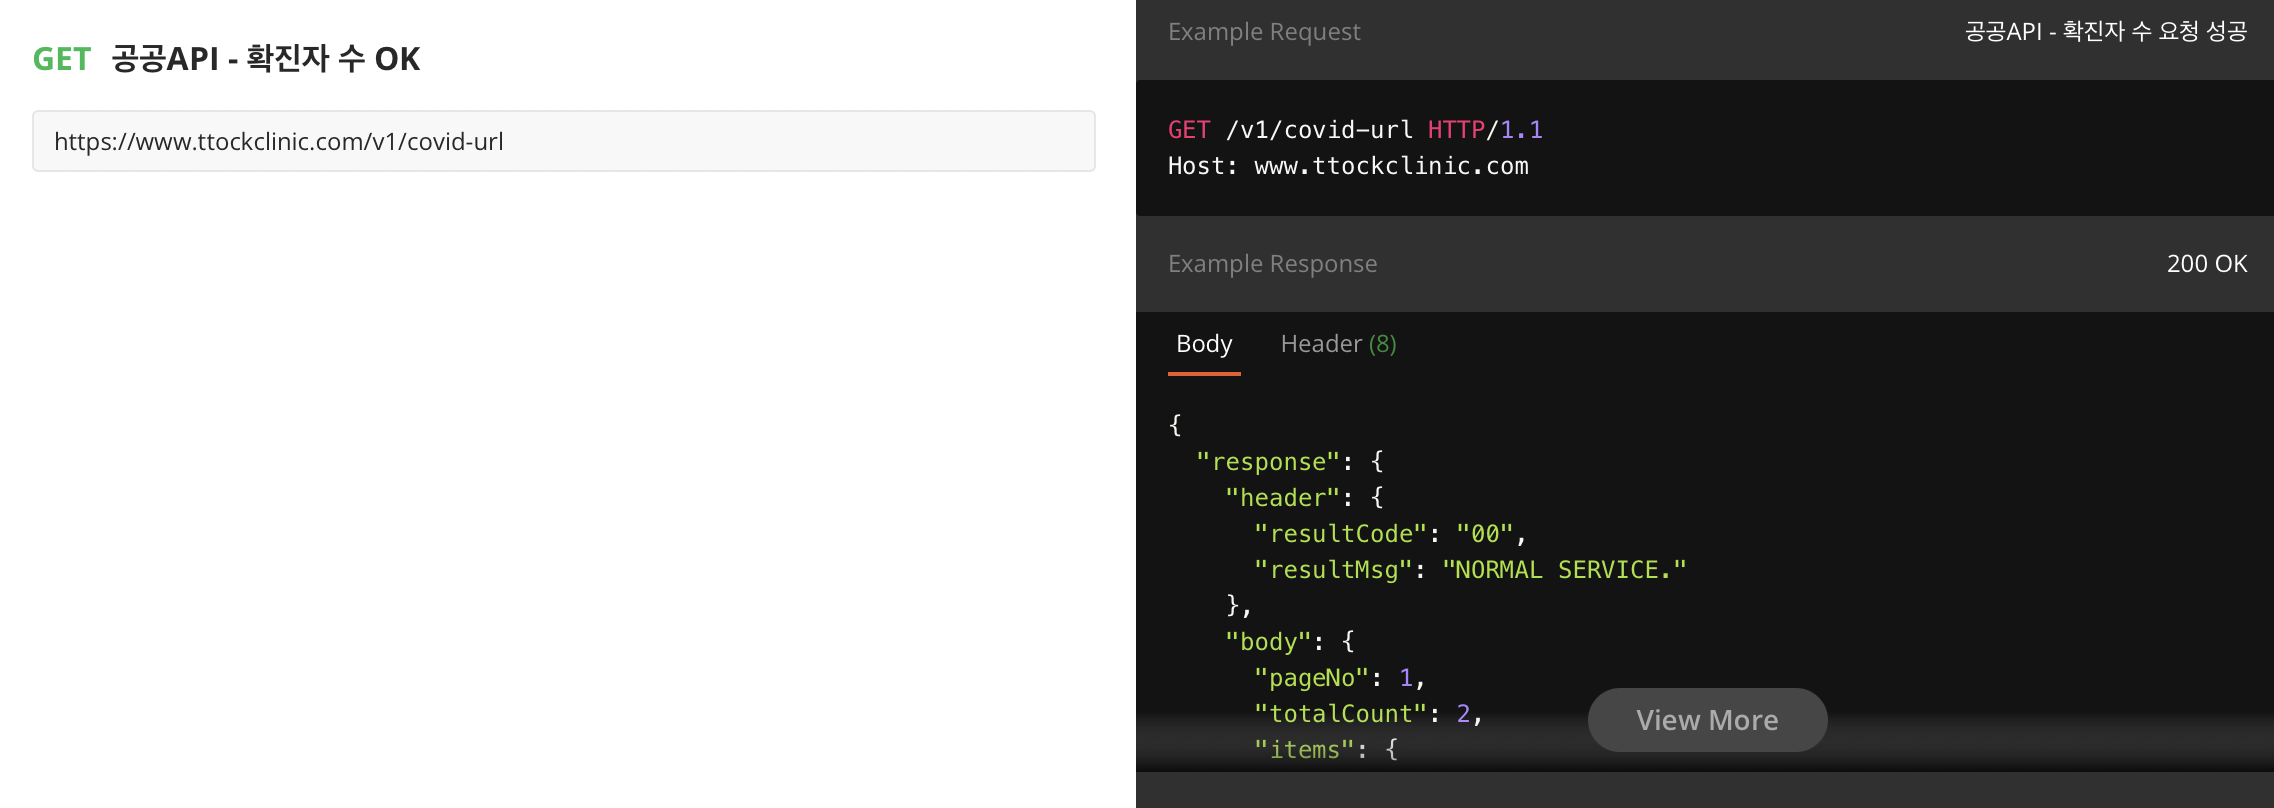 GET 공공API - 확진자 수 OK
https://www.ttockclinic.com/v1/covid-url
Example Request
공공API - 확진자 수 요청 성공
GET /v1/covid-url HTTP/1.1
Host: www.ttockclinic.com
Example Response
200 OK
Body
Header (8)
{
"response": {
"header": {
"resultCode": "00",
"resultMsg": "NORMAL SERVICE."
},
"body": {
"pageNo": 1,
"totalCount": 2,
"items": {
View More